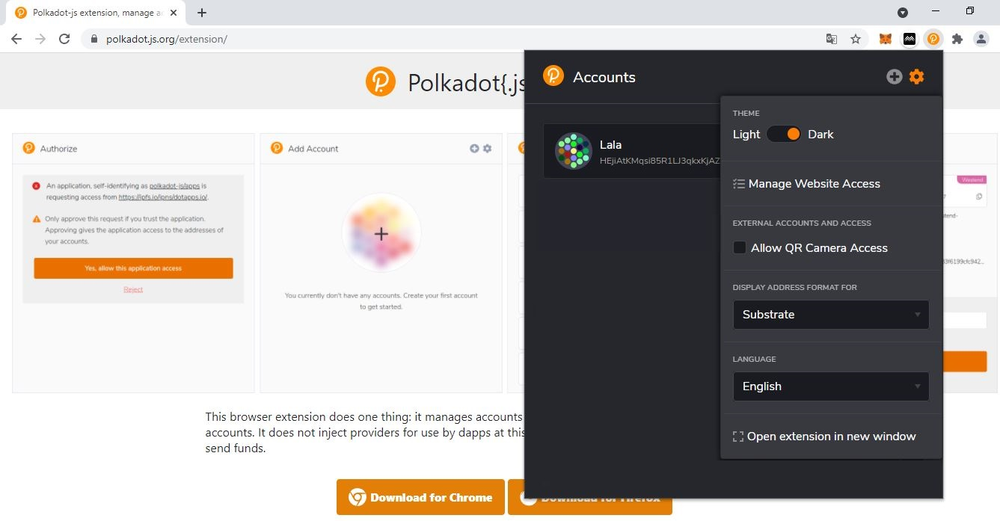 Polkadot-js extension, manage ac
polkadot.js.org/extension/
Polkadot{.js
Authorize
An application, self-identifying as polkadot-js/apps is
requesting access from https://ipfs.io/ipns/dotapps.io/.
Only approve this request if you trust the application.
Approving gives the application access to the addresses of
your accounts.
Yes, allow this application access
Reject
Add Account
You currently don't have any accounts. Create your first account
to get started.
Accounts
Lala
HEjiAtKMqsi85R1LJ3qkxKjAZ
THEME
Light Dark
Manage Website Access
EXTERNAL ACCOUNTS AND ACCESS
Allow QR Camera Access
DISPLAY ADDRESS FORMAT FOR
Substrate
LANGUAGE
English
Open extension in new window
Westend
This browser extension does one thing: it manages accounts
accounts. It does not inject providers for use by dapps at this
send funds.
Download for Chrome
Download for Firefox